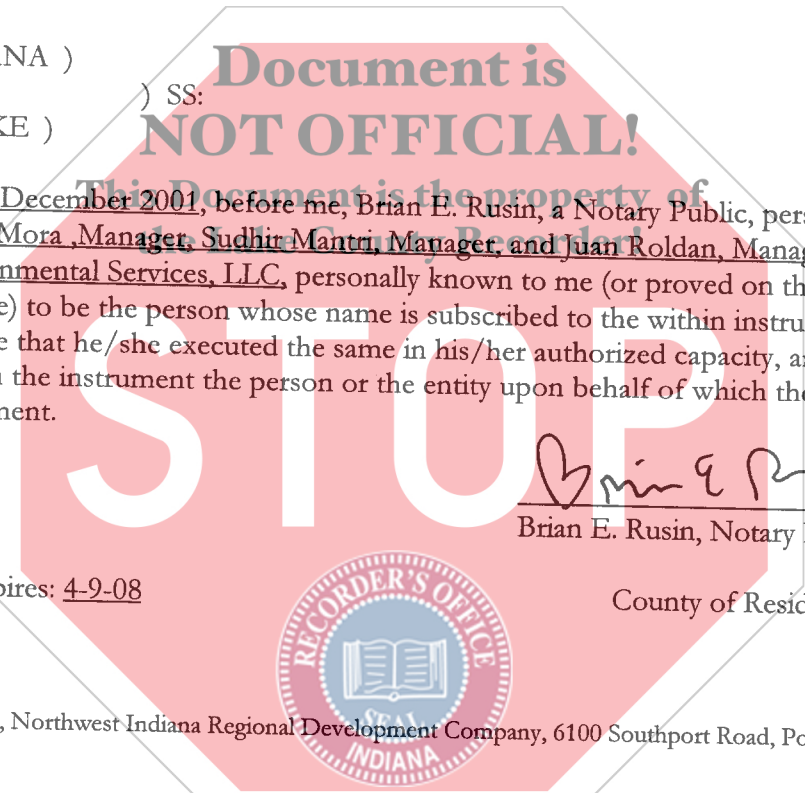 Document is
NOT OFFICIAL!
This Document is the property of
the Lake County Recorder!
STOP
NA )
) SS:
KE )
December 2001, before me, Brian E. Rusin, a Notary Public, pers
Mora ,Manager, Sudhir Mantri, Manager, and Juan Roldan, Manag
nmental Services, LLC, personally known to me (or proved on th
e) to be the person whose name is subscribed to the within instru
e that he/she executed the same in his/her authorized capacity, a
the instrument the person or the entity upon behalf of which the
ment.
Brian E. Rusin, Notary
pires: 4-9-08
County of Resid
RECORDER'S OFFICE
SEAL
INDIANA
, Northwest Indiana Regional Development Company, 6100 Southport Road, Po